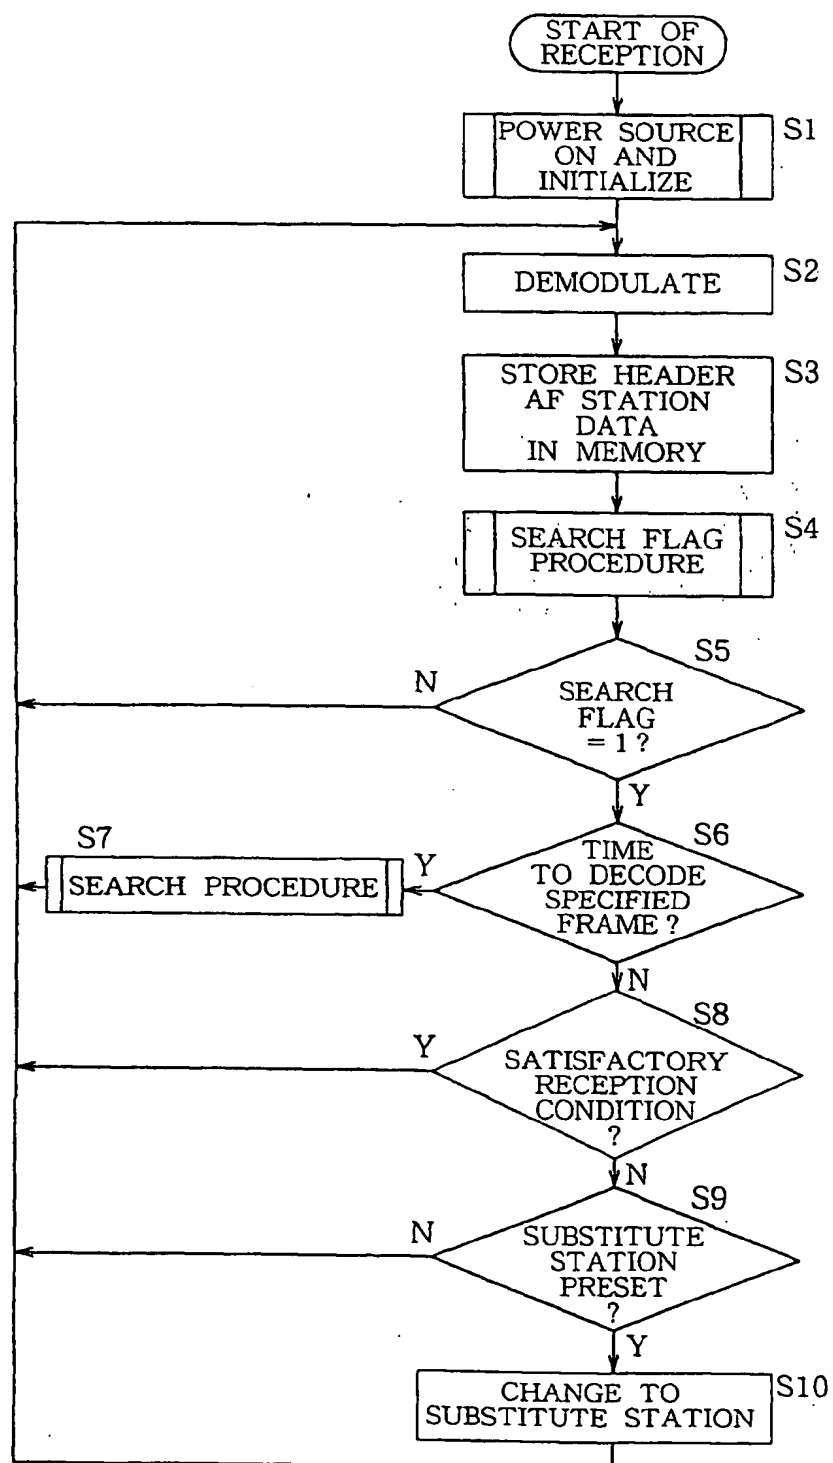 START OF
RECEPTION
POWER SOURCE
ON AND
INITIALIZE
S1
DEMODULATE
S2
STORE HEADER
AF STATION
DATA
IN MEMORY
S3
SEARCH FLAG
PROCEDURE
S4
S5
N
SEARCH
FLAG
= 1 ?
Y
S6
S7
TIME
TO DECODE
SPECIFIED
FRAME ?
Y
SEARCH PROCEDURE
N
S8
Y
SATISFACTORY
RECEPTION
CONDITION
?
N
S9
N
SUBSTITUTE
STATION
PRESET
?
Y
CHANGE TO
SUBSTITUTE STATION
S10